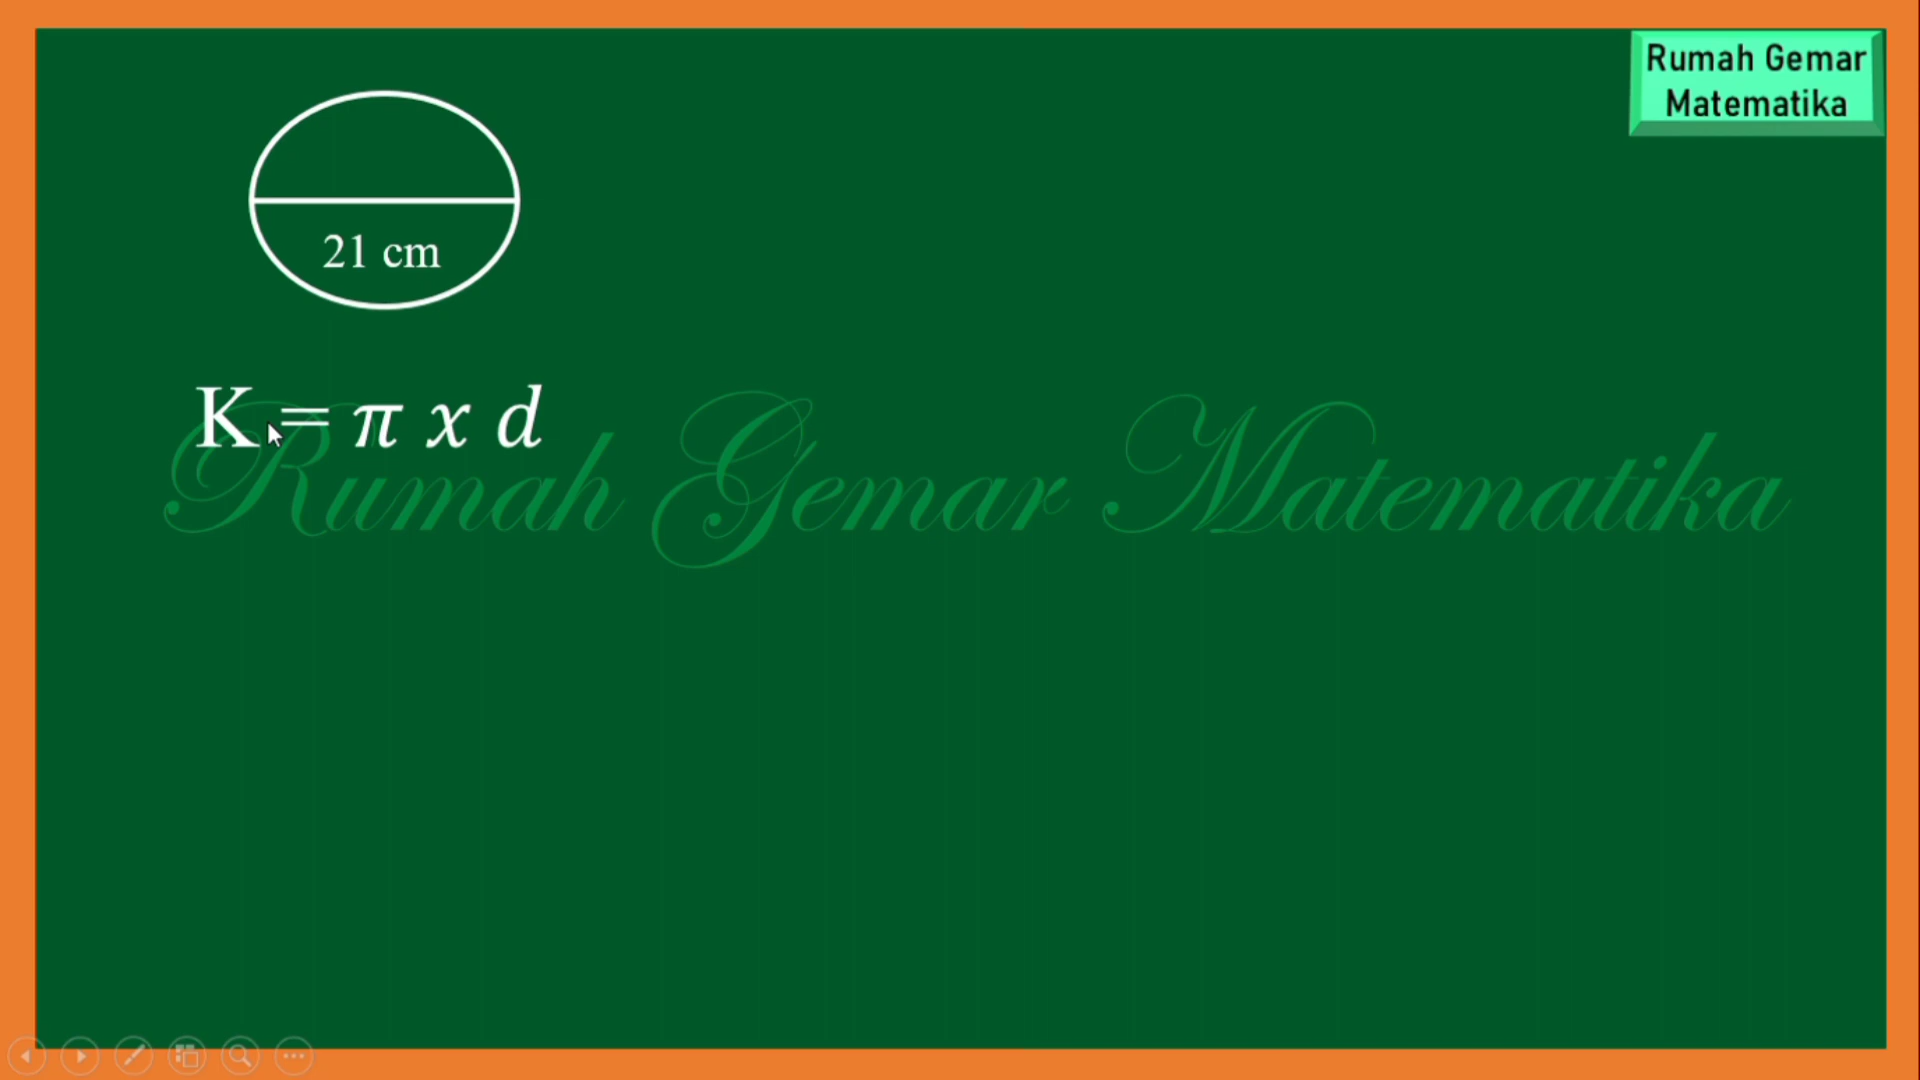 Rumah Gemar
Matematika
21 cm
K = π x d
Rumah Gemar Matematika